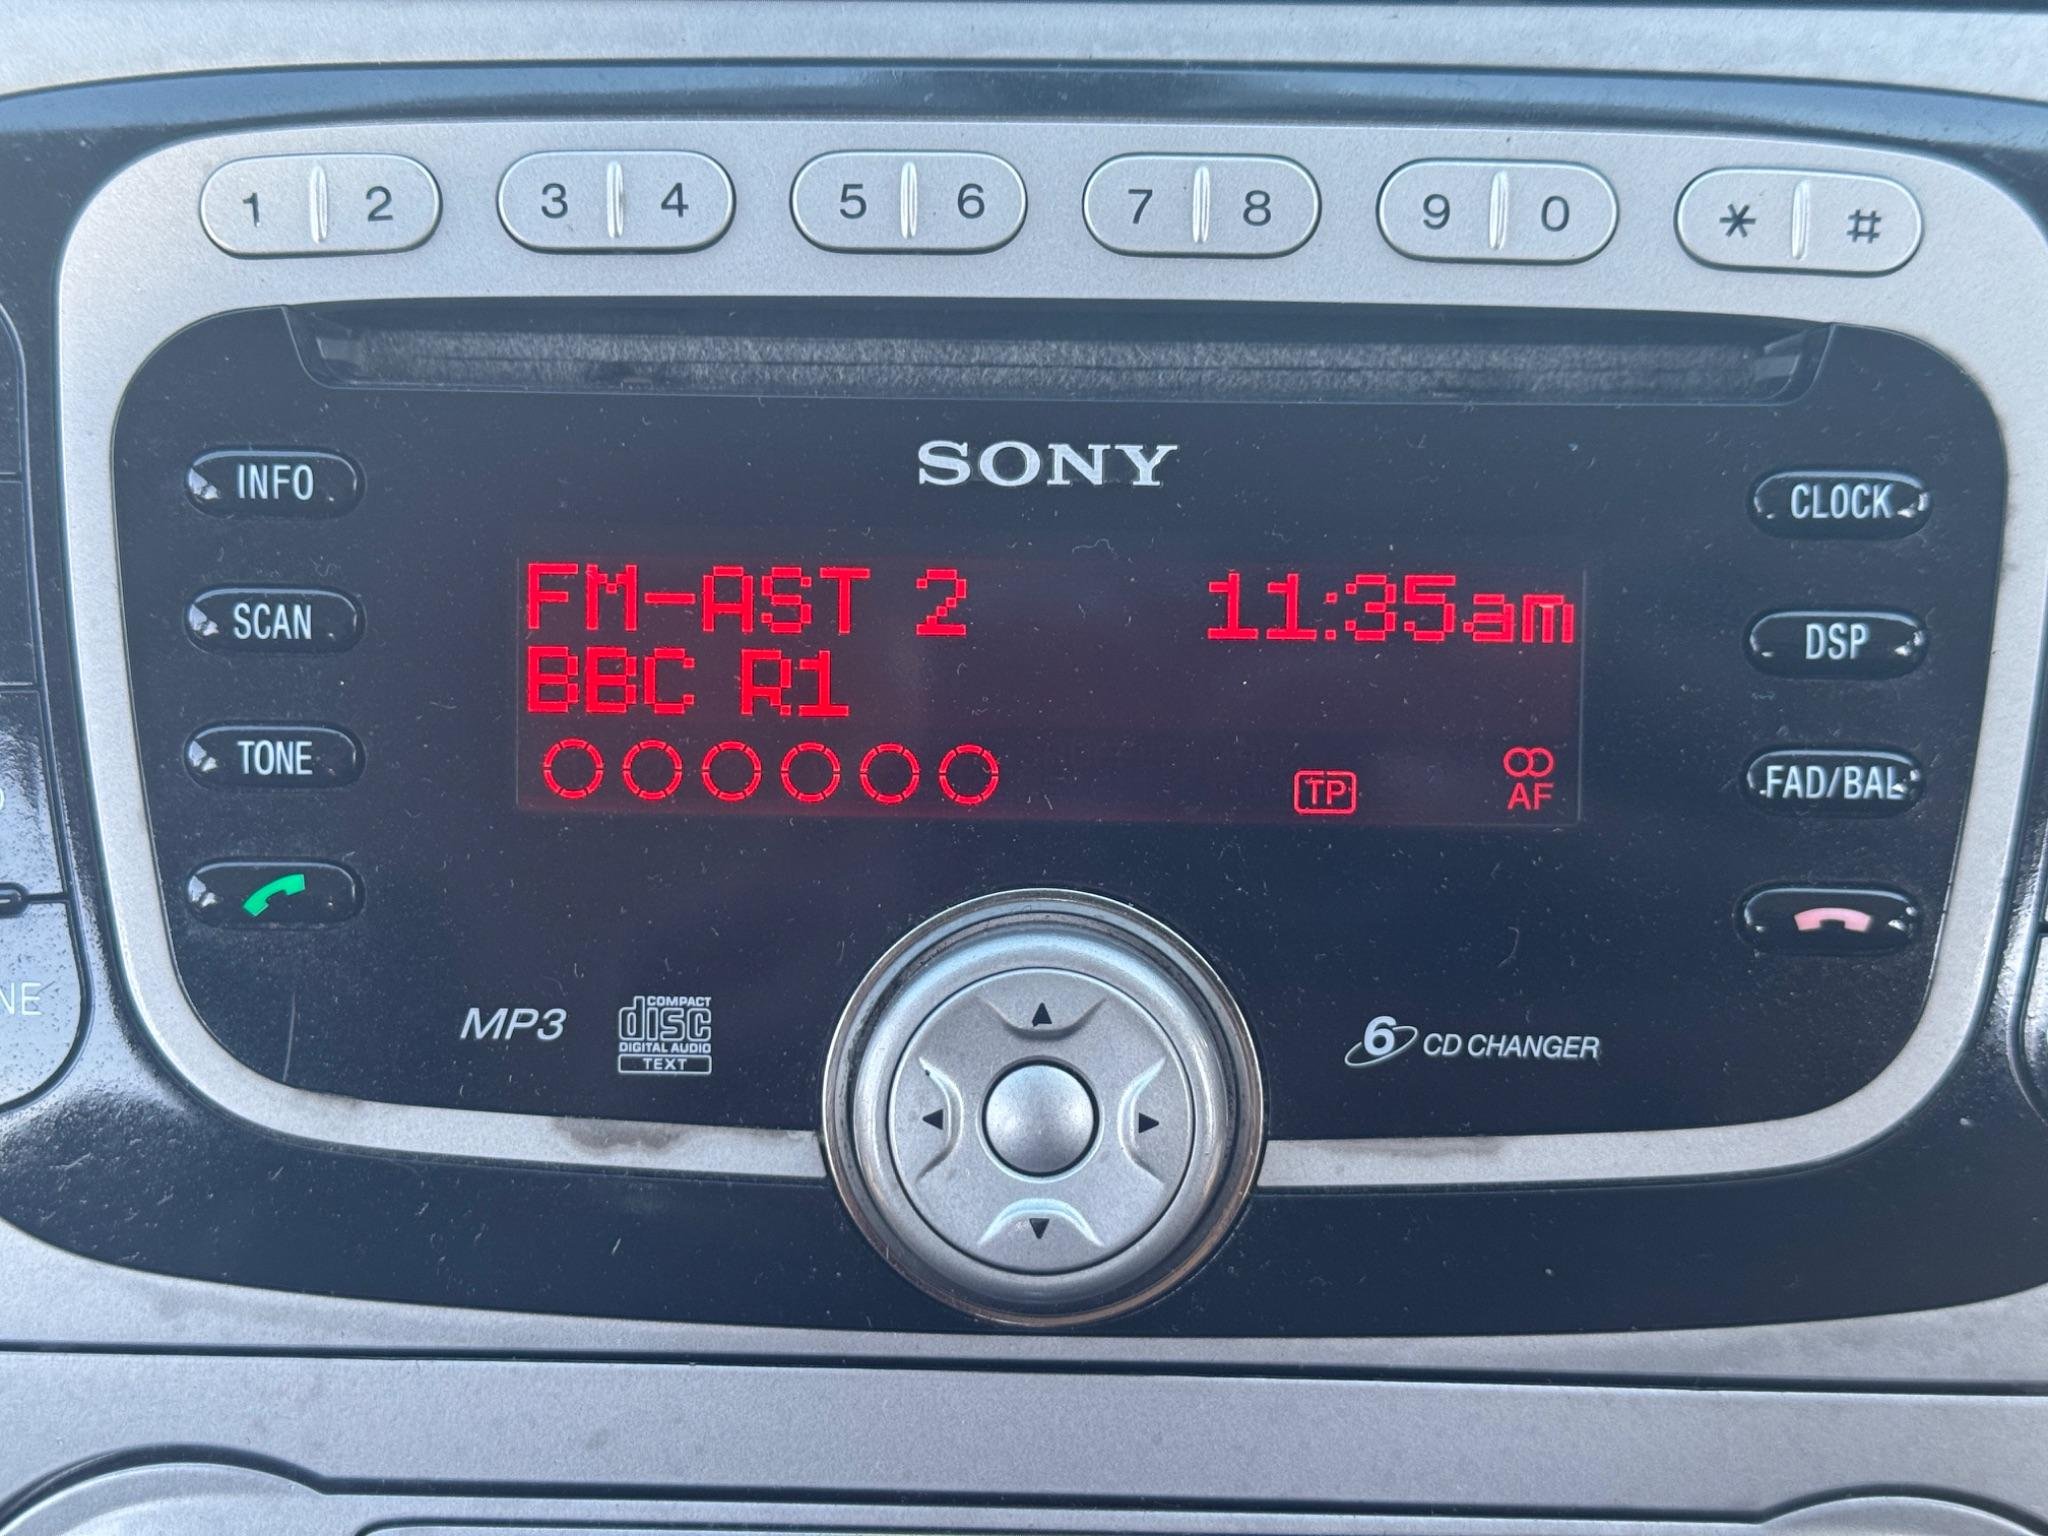 1 2 3 4 5 6 7 8 9 0 * #
SONY
INFO
CLOCK
FM-AST 2 11:35am
SCAN
DSP
BBC R1
TONE
TP
AF
FAD/BAL
MP3
COMPACT
disc
DIGITAL AUDIO
TEXT
6 CD CHANGER
NE